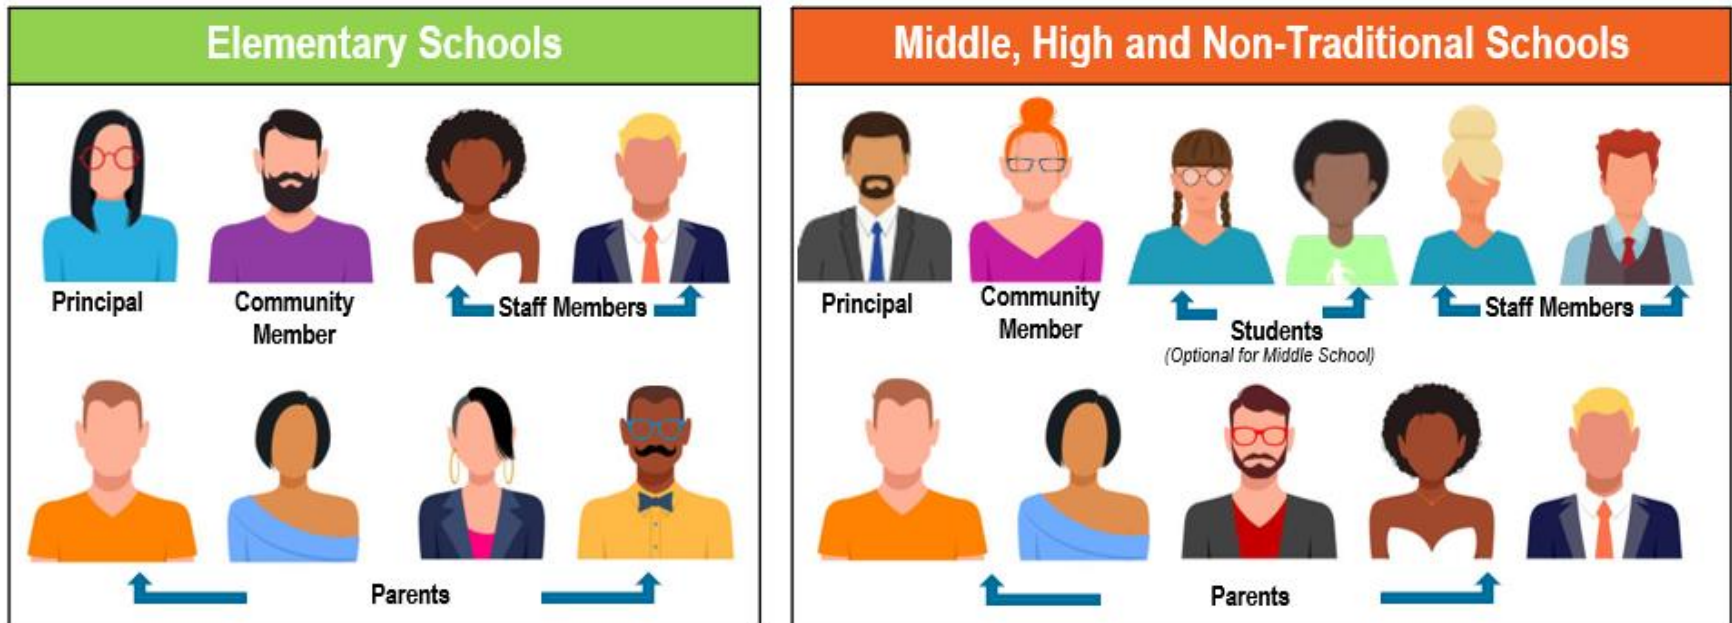 Elementary Schools
Principal
Community
Member
Staff Members
Parents
Middle, High and Non-Traditional Schools
Principal
Community
Member
Students
(Optional for Middle School)
Staff Members
Parents